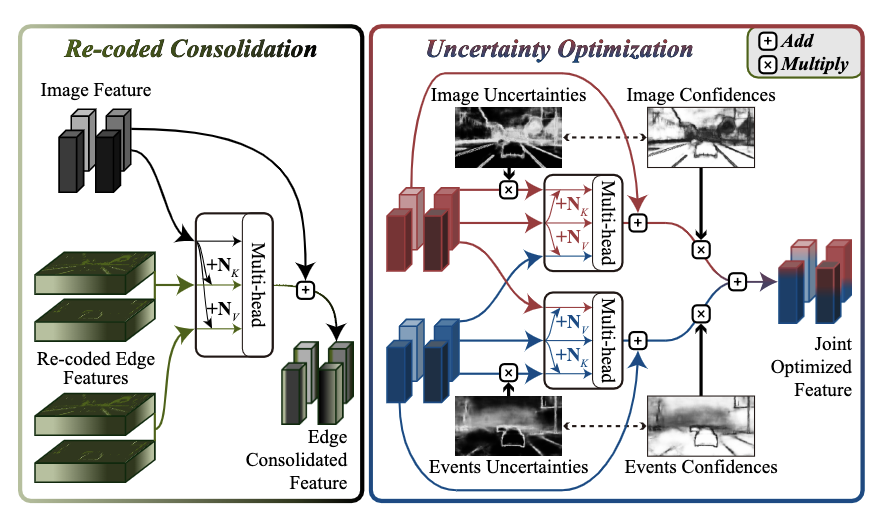 Re-coded Consolidation
Image Feature
+N_K
+N_V
Multi-head
+
Re-coded Edge
Features
Edge
Consolidated
Feature
Uncertainty Optimization
+ Add
× Multiply
Image Uncertainties
Image Confidences
×
+N_K
+N_V
Multi-head
+
×
+N_V
+N_K
Multi-head
+
×
×
+
Joint
Optimized
Feature
Events Uncertainties
Events Confidences